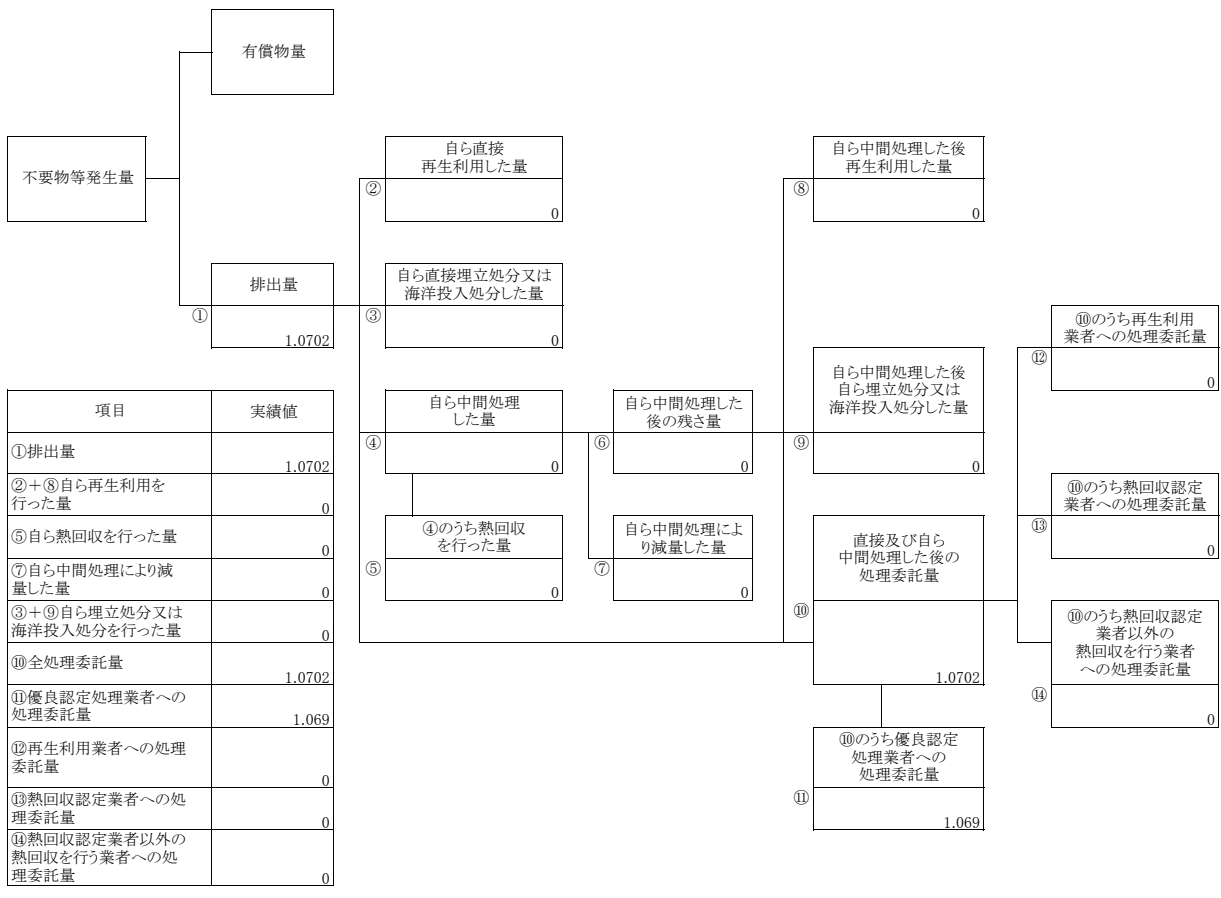 有償物量
不要物等発生量
排出量
①
1.0702
自ら直接
再生利用した量
②
0
自ら直接埋立処分又は
海洋投入処分した量
③
0
自ら中間処理
した量
④
0
④のうち熱回収
を行った量
⑤
0
自ら中間処理した
後の残さ量
⑥
0
自ら中間処理によ
り減量した量
⑦
0
自ら中間処理した後
再生利用した量
⑧
0
自ら中間処理した後
自ら埋立処分又は
海洋投入処分した量
⑨
0
直接及び自ら
中間処理した後の
処理委託量
⑩
1.0702
⑩のうち優良認定
処理業者への
処理委託量
⑪
1.069
⑩のうち再生利用
業者への処理委託量
⑫
0
⑩のうち熱回収認定
業者への処理委託量
⑬
0
⑩のうち熱回収認定
業者以外の
熱回収を行う業者
への処理委託量
⑭
0
項目 実績値
①排出量
1.0702
②＋⑧自ら再生利用を
行った量
0
⑤自ら熱回収を行った量
0
⑦自ら中間処理により減
量した量
0
③＋⑨自ら埋立処分又は
海洋投入処分を行った量
0
⑩全処理委託量
1.0702
⑪優良認定処理業者への
処理委託量
1.069
⑫再生利用業者への処理
委託量
0
⑬熱回収認定業者への処
理委託量
0
⑭熱回収認定業者以外の
熱回収を行う業者への処
理委託量
0